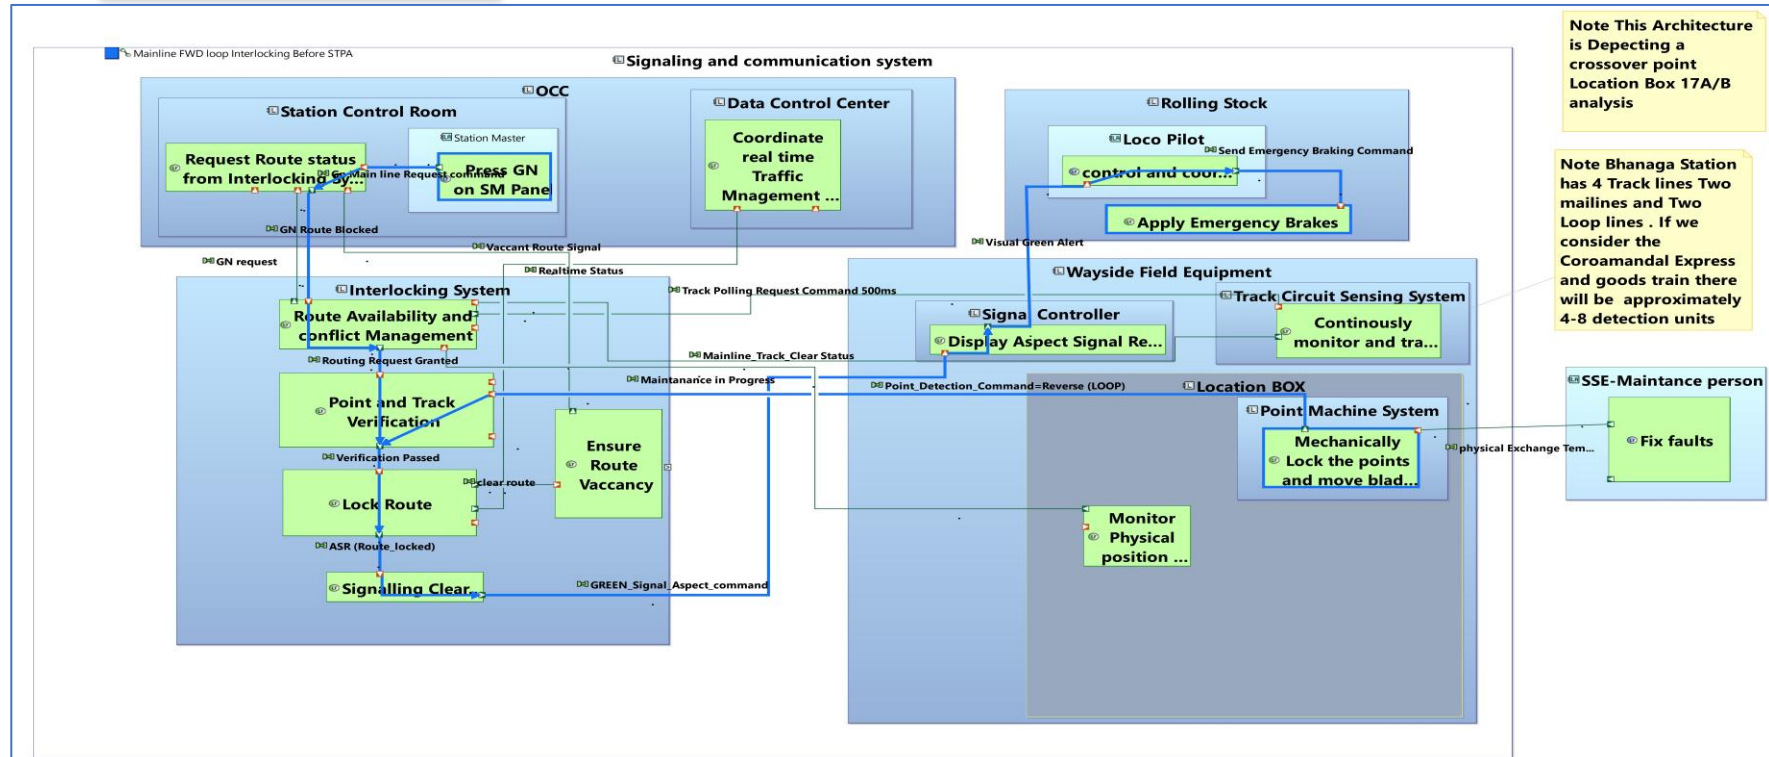 Mainline FWD loop Interlocking Before STPA
Signaling and communication system
OCC
Station Control Room
Station Master
Request Route status
from Interlocking Sy...
Press GN
on SM Panel
Main line Request command
GN Route Blocked
GN request
Data Control Center
Coordinate
real time
Traffic
Mnagement ...
Vaccant Route Signal
Realtime Status
Rolling Stock
Loco Pilot
Send Emergency Braking Command
control and coor...
Apply Emergency Brakes
Visual Green Alert
Interlocking System
Route Availability and
conflict Management
Routing Request Granted
Point and Track
Verification
Verification Passed
Lock Route
clear route
ASR (Route_locked)
Signalling Clear...
Ensure
Route
Vaccancy
Track Polling Request Command 500ms
Mainline_Track_Clear Status
Maintanance in Progress
GREEN_Signal_Aspect_command
Wayside Field Equipment
Signal Controller
Display Aspect Signal Re...
Track Circuit Sensing System
Continously
monitor and tra...
Point_Detection_Command=Reverse (LOOP)
Location BOX
Point Machine System
Mechanically
Lock the points
and move blad...
physical Exchange Tem...
Monitor
Physical
position ...
SSE-Maintance person
Fix faults
Note This Architecture
is Depecting a
crossover point
Location Box 17A/B
analysis
Note Bhanaga Station
has 4 Track lines Two
mailines and Two
Loop lines . If we
consider the
Coroamandal Express
and goods train there
will be approximately
4-8 detection units